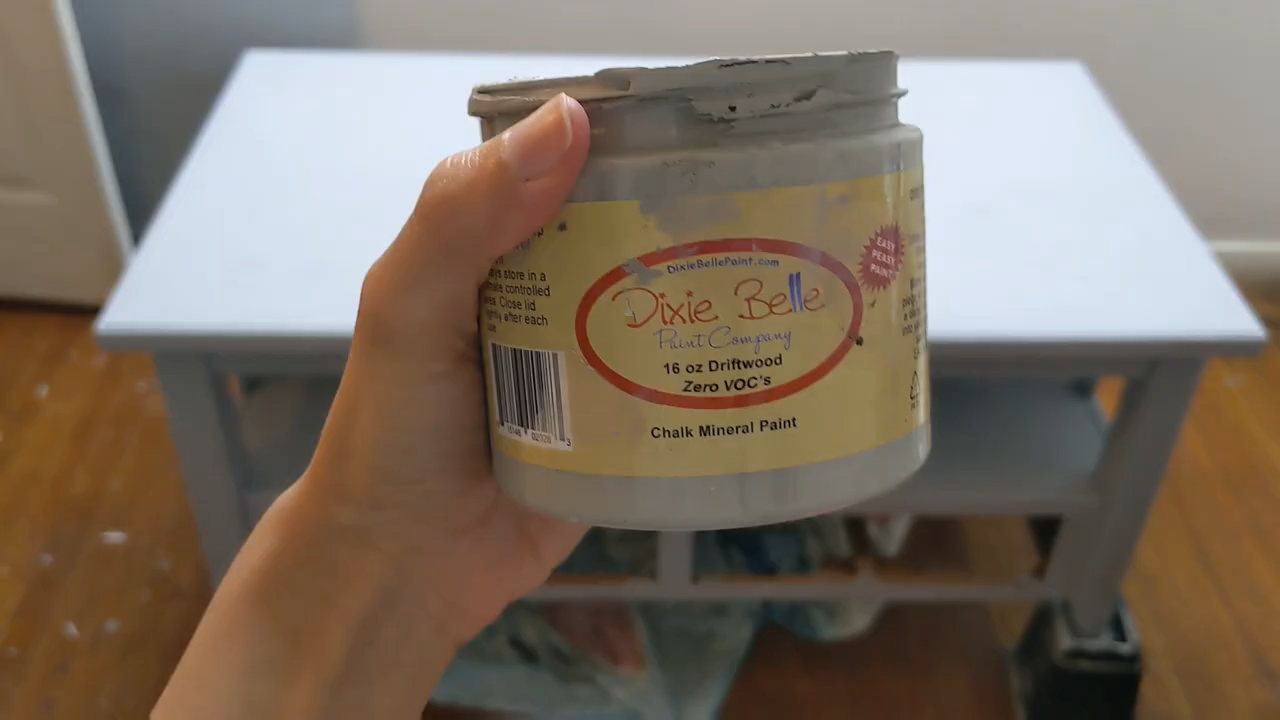 store in a
controlled
Close lid
after each
use
DixieBellePaint.com
Dixie Belle
Paint Company
16 oz Driftwood
Zero VOC's
Chalk Mineral Paint
EASY
PEASY
PAINT